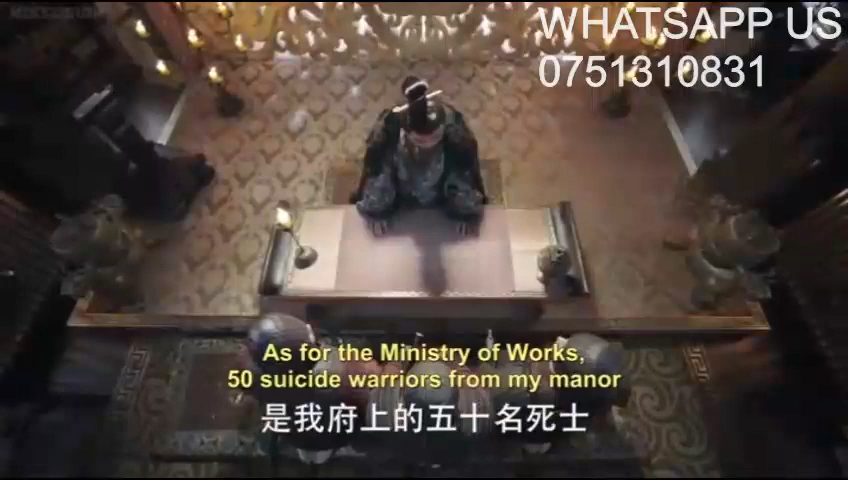 WHATSAPP US
0751310831
As for the Ministry of Works,
50 suicide warriors from my manor
是我府上的五十名死士